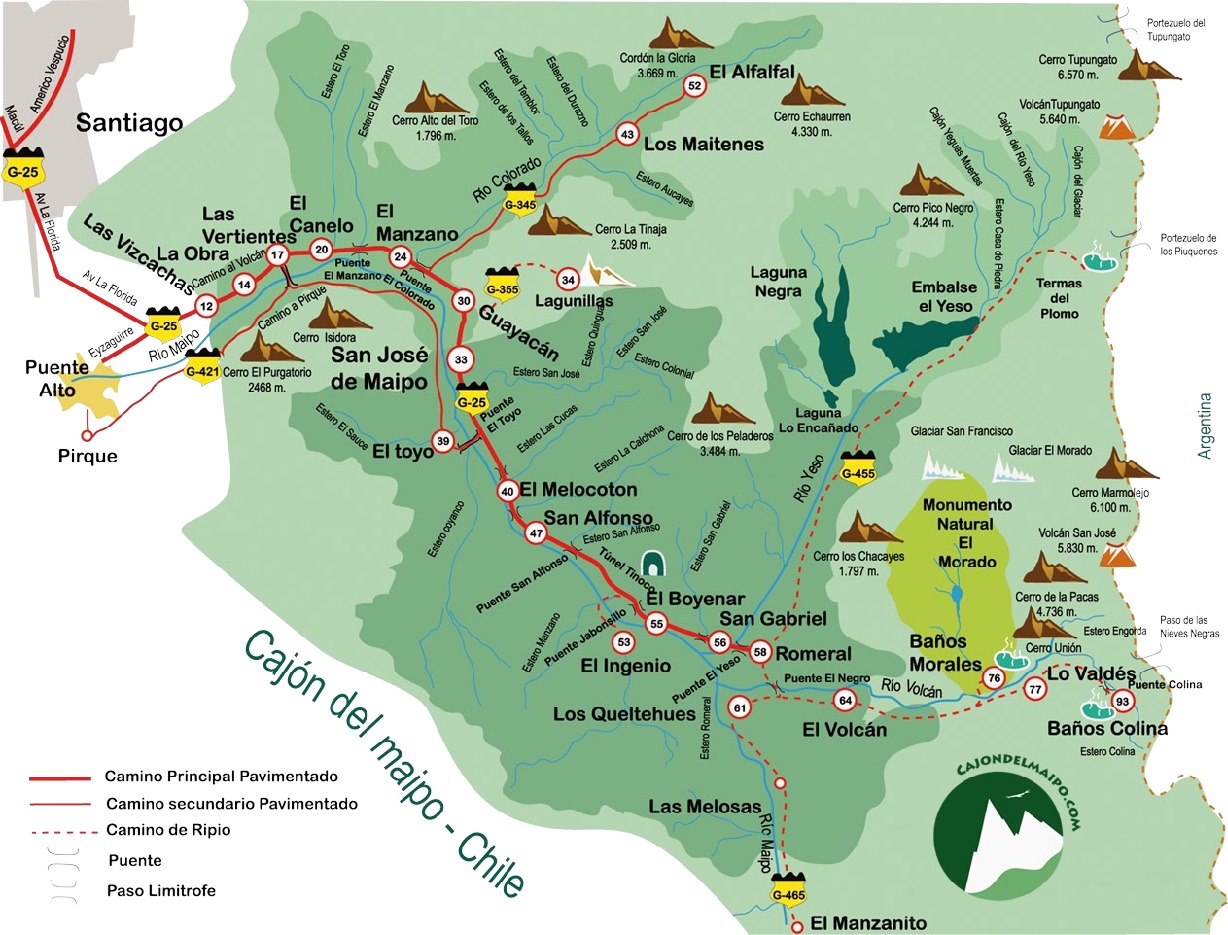 Portezuelo del
Tupungato
Cerro Tupungato
6.570 m.
Cordón la Gloria
3.669 m.
El Alfalfal
52
Cerro Echaurren
4.330 m.
Volcán Tupungato
5.640 m.
Macúl
Americo Vespucio
Santiago
G-25
Av La Florida
Estero El Toro
Estero El Manzano
Cerro Alto del Toro
1.796 m.
Estero del Temblor
Estero de los Tallos
Estero del Durazno
43
Los Maitenes
Río Colorado
G-345
Estero Aucayes
Cajón Yeguas Muertas
Cajón del Río Yeso
Cajón del Glaciar
Cerro Pico Negro
4.244 m.
Estero Casa de Piedra
Portezuelo de
los Piuqueros
Termas
del
Plomo
Las Vizcachas
La Obra
Las
Vertientes
El
Canelo
El
Manzano
Camino al Volcán
12
14
17
20
24
Puente
El Manzano
Puente
El Colorado
Cerro La Tinaja
2.509 m.
G-355
34
Lagunillas
30
Guayacán
Laguna
Negra
Embalse
el Yeso
Laguna
Lo Encañado
Av La Florida
G-25
Eyzaguirre
Río Maipo
Camino a Pirque
G-421
Puente
Alto
Pirque
Cerro Isidora
Cerro El Purgatorio
2468 m.
San José
de Maipo
33
G-25
Estero Quinguas
Estero San José
Estero San José
Estero Colonial
Puente
El Toyo
Estero El Sauce
El toyo
39
Estero Las Cucas
Estero La Calchona
Cerro de los Peladeros
3.484 m.
Argentina
Glaciar San Francisco
Glaciar El Morado
G-455
Río Yeso
Cerro Marmolejo
6.100 m.
40
El Melocoton
San Alfonso
47
Estero San Alfonso
Estero coyanco
Puente San Alfonso
Túnel Tinoco
Estero San Gabriel
Cerro los Chacayes
1.797 m.
Monumento
Natural
El
Morado
Volcán San José
5.830 m.
Cerro de la Pacas
4.736 m.
Estero Engorda
Paso de las
Nieves Negras
Cerro Unión
El Boyenar
55
San Gabriel
56
58
Romeral
Estero Menzano
Puente Jabonsillo
53
El Ingenio
Puente El Yeso
Baños
Morales
76
77
Lo Valdés
Puente Colina
93
Baños Colina
Estero Colina
Puente El Negro
Río Volcán
64
El Volcán
61
Los Queltehues
Estero Romeral
Las Melosas
Río Maipo
G-465
El Manzanito
Cajón del maipo - Chile
CAJONDELMAIPO.COM
Camino Principal Pavimentado
Camino secundario Pavimentado
Camino de Ripio
Puente
Paso Limitrofe